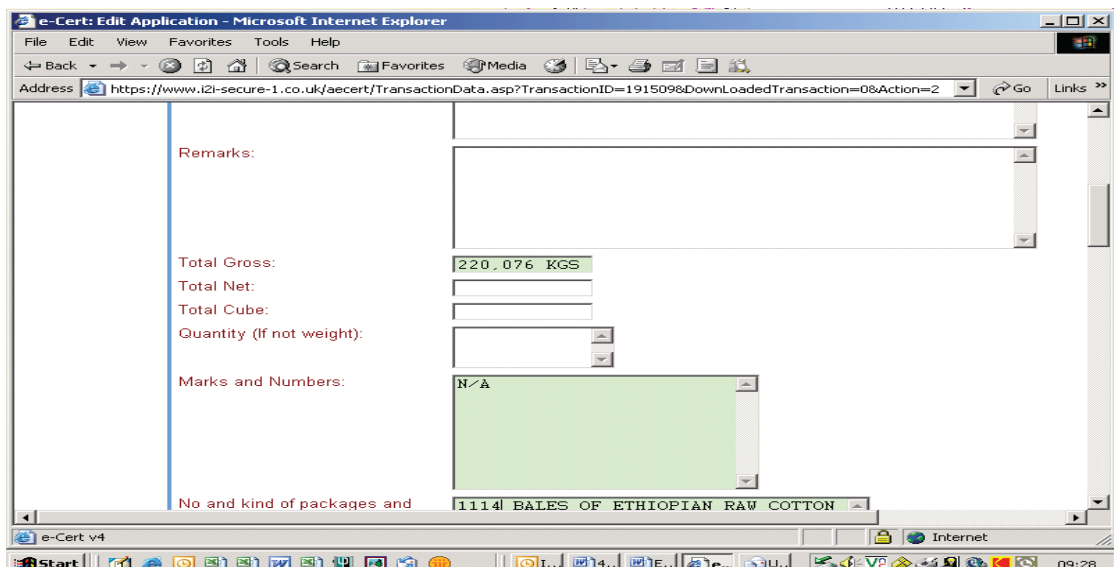 e-Cert: Edit Application - Microsoft Internet Explorer
File Edit View Favorites Tools Help
Back Search Favorites Media
Address https://www.i2i-secure-1.co.uk/aecert/TransactionData.asp?TransactionID=191509&DownLoadedTransaction=0&Action=2 Go Links »
Remarks:
Total Gross: 220,076 KGS
Total Net:
Total Cube:
Quantity (If not weight):
Marks and Numbers: N/A
No and kind of packages and 1114 BALES OF ETHIOPIAN RAW COTTON
e-Cert v4 Internet
Start I... 4.. E.. e... U.. 09:28